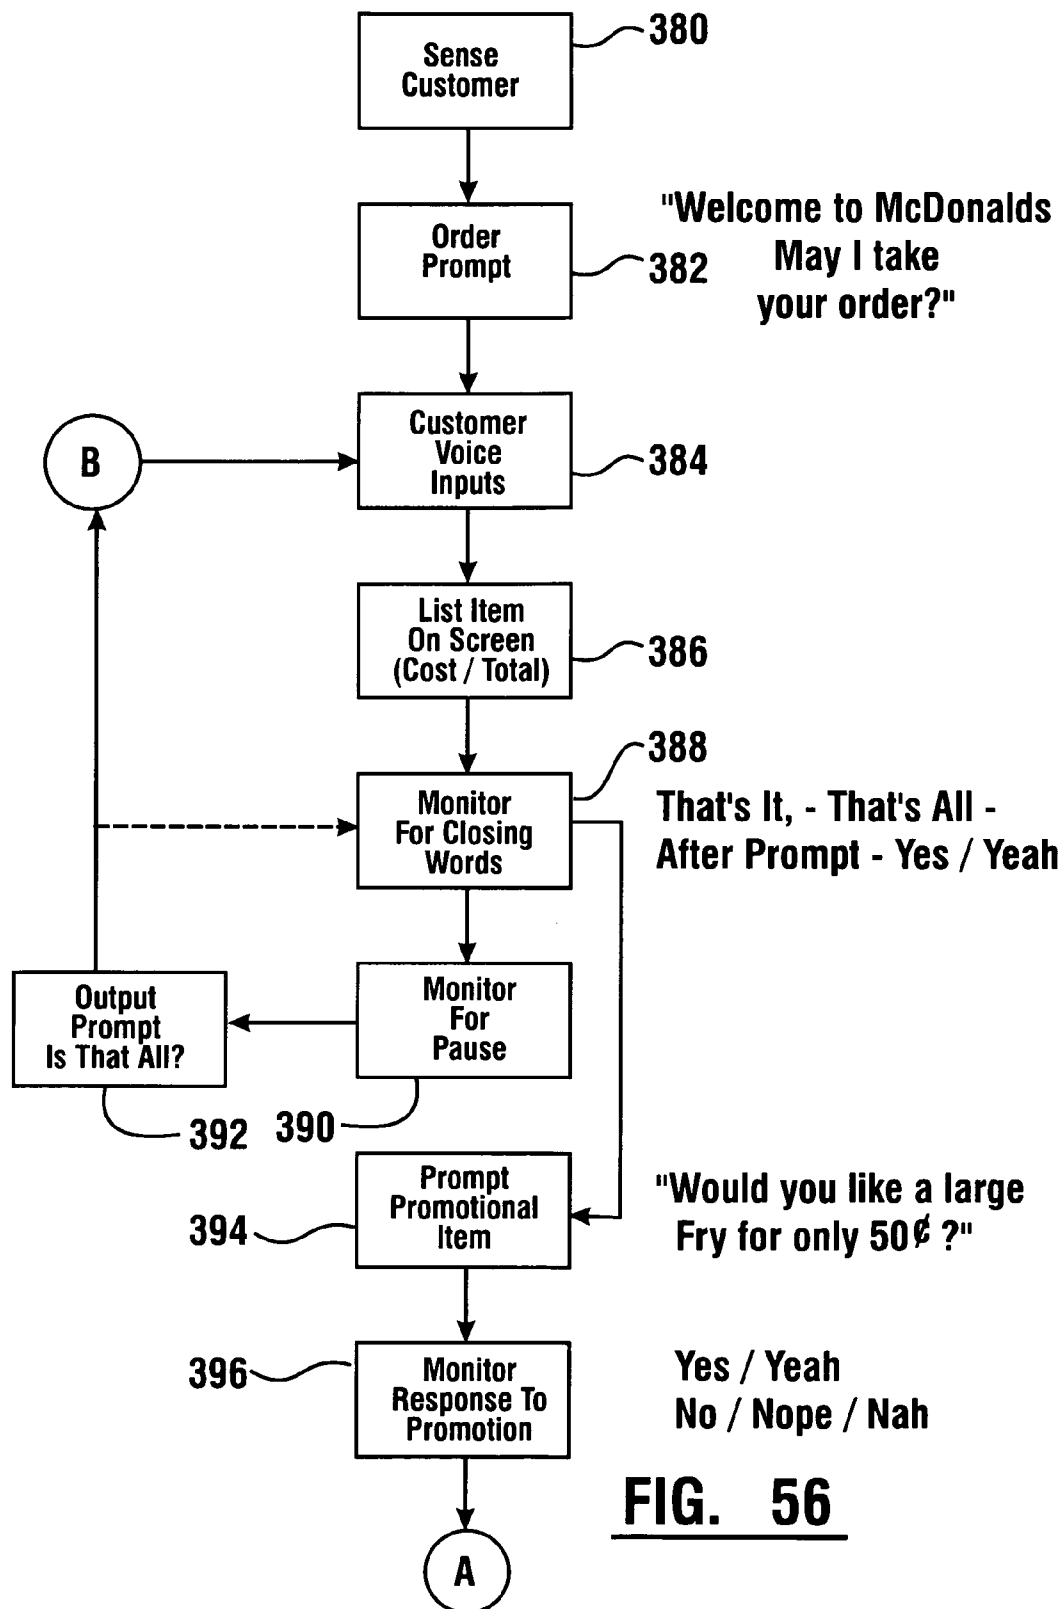 Sense
Customer
380
Order
Prompt
382
"Welcome to McDonalds
May I take
your order?"
B
Customer
Voice
Inputs
384
List Item
On Screen
(Cost / Total)
386
388
Monitor
For Closing
Words
That's It, - That's All -
After Prompt - Yes / Yeah
Output
Prompt
Is That All?
392
Monitor
For
Pause
390
Prompt
Promotional
Item
394
"Would you like a large
Fry for only 50¢ ?"
396
Monitor
Response To
Promotion
Yes / Yeah
No / Nope / Nah
FIG. 56
A